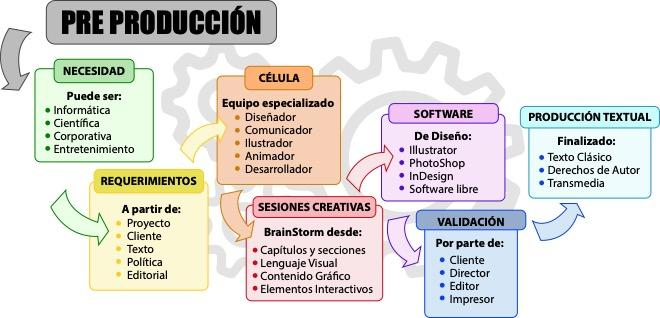 PRE PRODUCCIÓN
NECESIDAD
Puede ser:
• Informática
• Científica
• Corporativa
• Entretenimiento
REQUERIMIENTOS
A partir de:
• Proyecto
• Cliente
• Texto
• Política
• Editorial
CÉLULA
Equipo especializado
• Diseñador
• Comunicador
• Ilustrador
• Animador
• Desarrollador
SESIONES CREATIVAS
BrainStorm desde:
• Capítulos y secciones
• Lenguaje Visual
• Contenido Gráfico
• Elementos Interactivos
SOFTWARE
De Diseño:
• Illustrator
• PhotoShop
• InDesign
• Software libre
VALIDACIÓN
Por parte de:
• Cliente
• Director
• Editor
• Impresor
PRODUCCIÓN TEXTUAL
Finalizado:
• Texto Clásico
• Derechos de Autor
• Transmedia